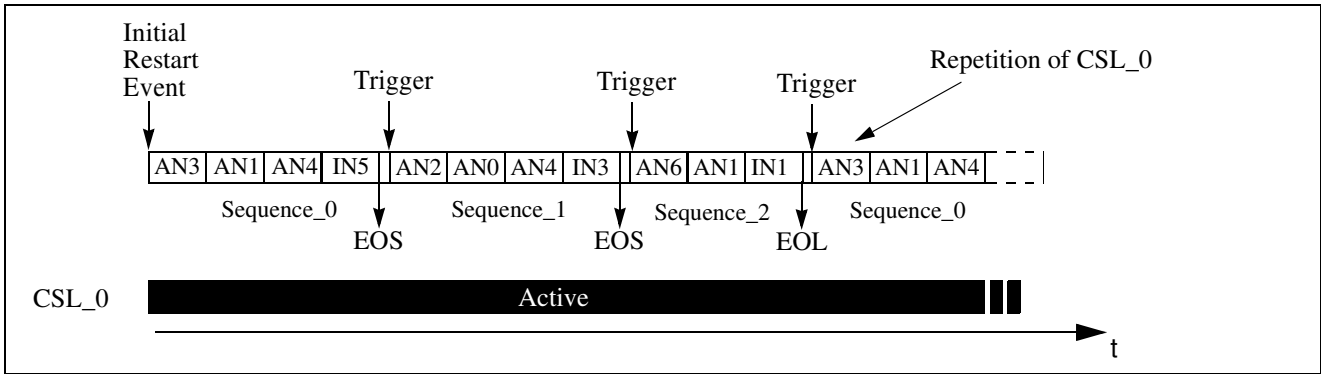 Initial
Restart
Event
Trigger
Trigger
Trigger
Repetition of CSL_0
AN3 AN1 AN4 IN5 AN2 AN0 AN4 IN3 AN6 AN1 IN1 AN3 AN1 AN4
Sequence_0 Sequence_1 Sequence_2 Sequence_0
EOS EOS EOL
CSL_0 Active
t